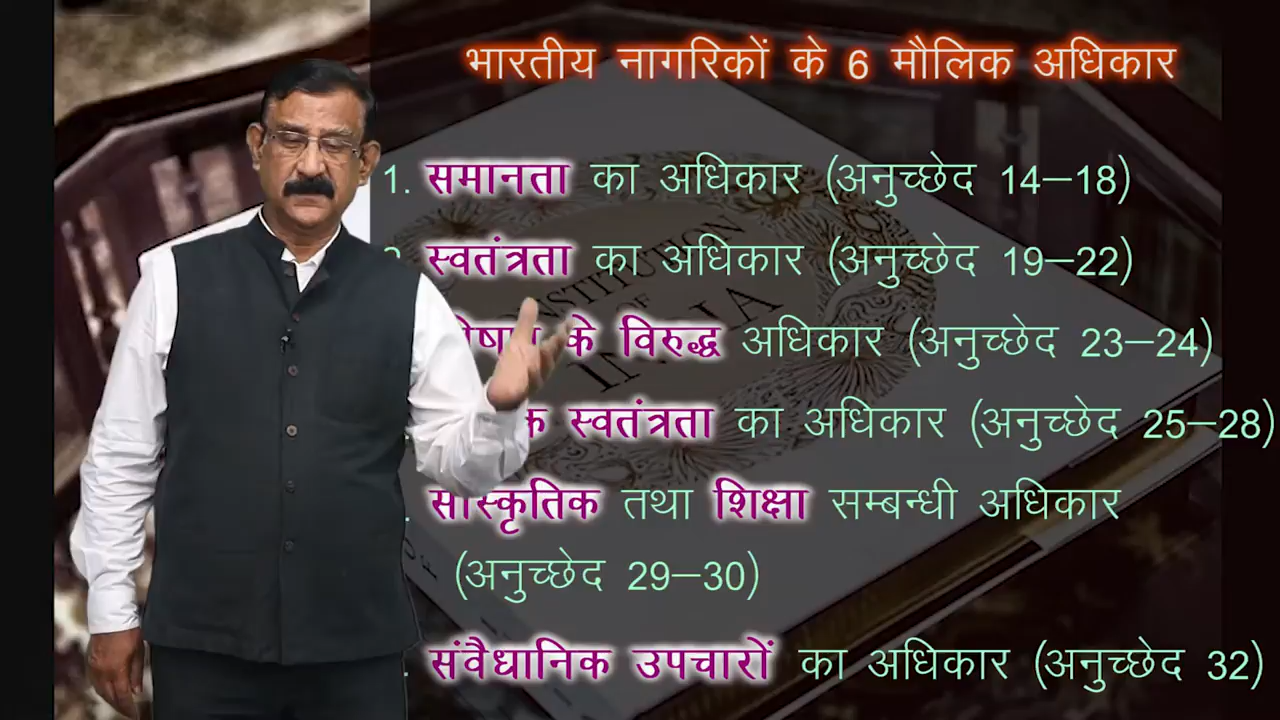 भारतीय नागरिकों के 6 मौलिक अधिकार
1. समानता का अधिकार (अनुच्छेद 14–18)
स्वतंत्रता का अधिकार (अनुच्छेद 19–22)
के विरुद्ध अधिकार (अनुच्छेद 23–24)
स्वतंत्रता का अधिकार (अनुच्छेद 25–28)
सांस्कृतिक तथा शिक्षा सम्बन्धी अधिकार
(अनुच्छेद 29–30)
संवैधानिक उपचारों का अधिकार (अनुच्छेद 32)
OF
INDIA